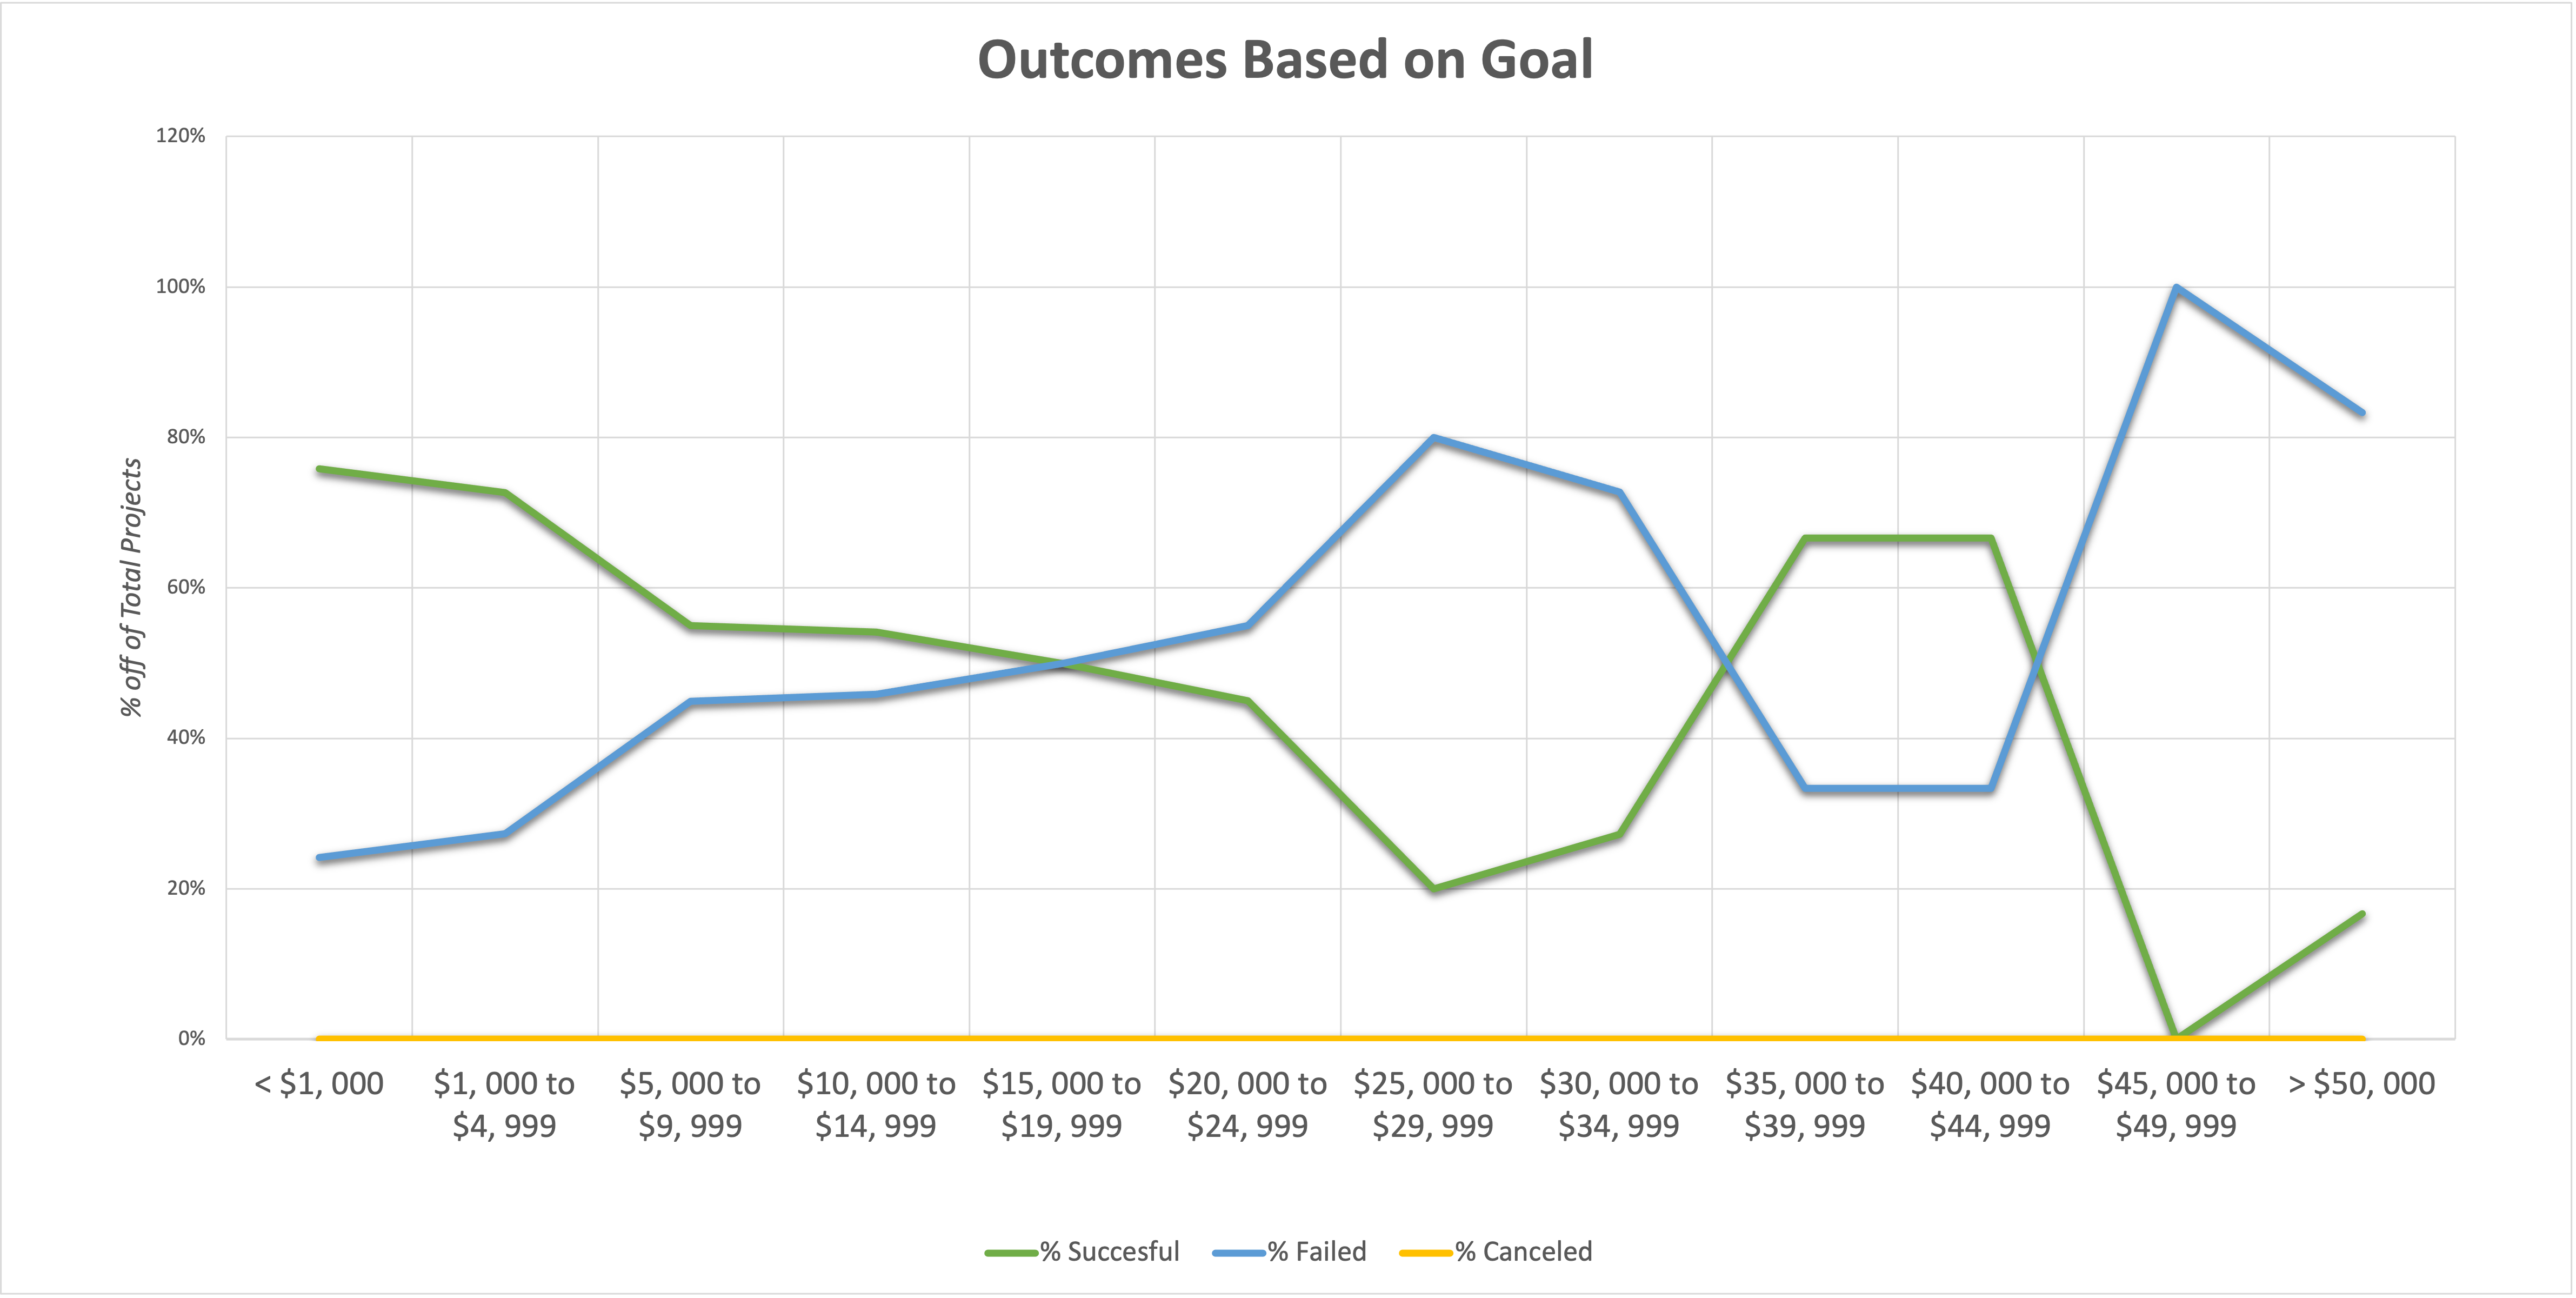 Outcomes Based on Goal
120%
100%
80%
60%
40%
20%
0%
% off of Total Projects
< $1, 000
$1, 000 to
$4, 999
$5, 000 to
$9, 999
$10, 000 to
$14, 999
$15, 000 to
$19, 999
$20, 000 to
$24, 999
$25, 000 to
$29, 999
$30, 000 to
$34, 999
$35, 000 to
$39, 999
$40, 000 to
$44, 999
$45, 000 to
$49, 999
> $50, 000
% Succesful
% Failed
% Canceled